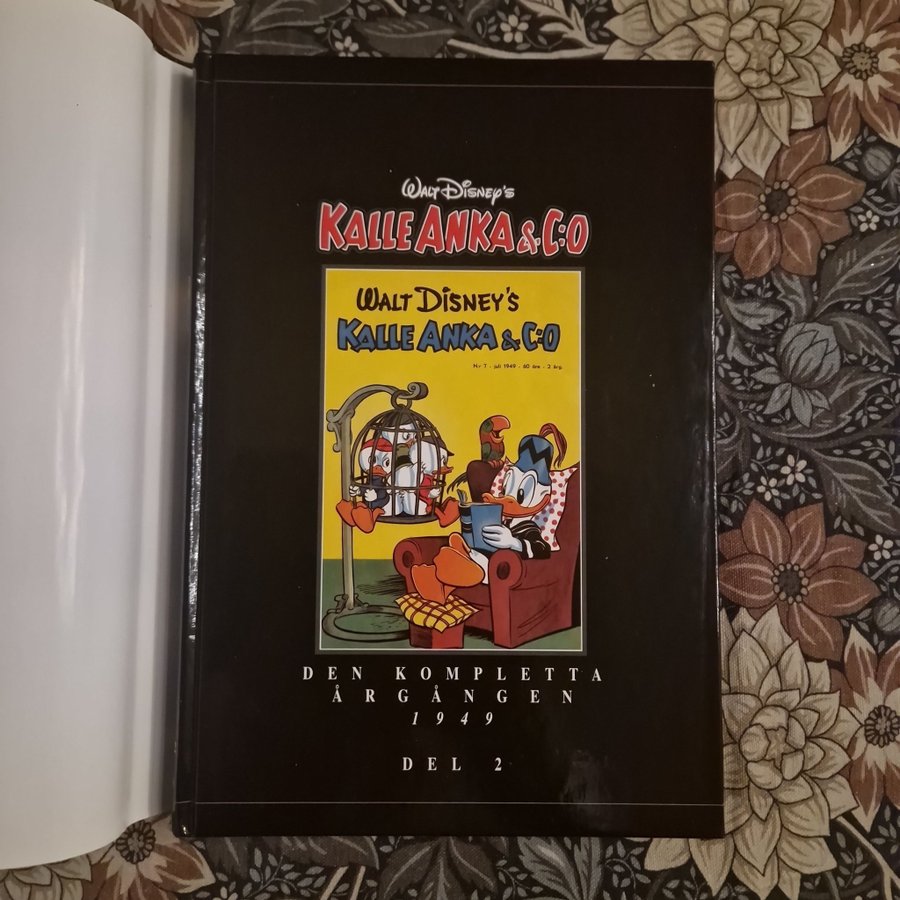 WALT DISNEY'S
KALLE ANKA & C:O
WALT DISNEY'S
KALLE ANKA & C:O
Nr 7 - juli 1949 - 60 öre - 2 årg.
DEN KOMPLETTA
ÅRGÅNGEN
1949
DEL 2